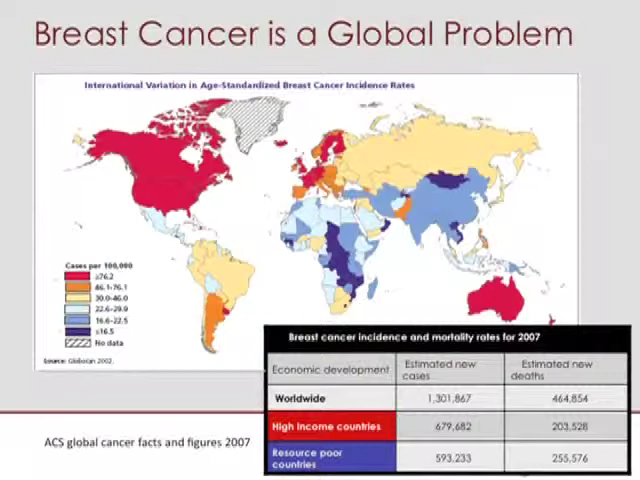 Breast Cancer is a Global Problem
International Variation in Age-Standardized Breast Cancer Incidence Rates
Cases per 100,000
≥76.2
46.1–76.1
30.0–46.0
22.6–29.9
16.6–22.5
≤16.5
No data
Source: Globocan 2002.
Breast cancer incidence and mortality rates for 2007
Economic development
Estimated new cases
Estimated new deaths
Worldwide
1,301,867
464,854
High income countries
679,682
203,528
Resource poor countries
593,233
255,576
ACS global cancer facts and figures 2007